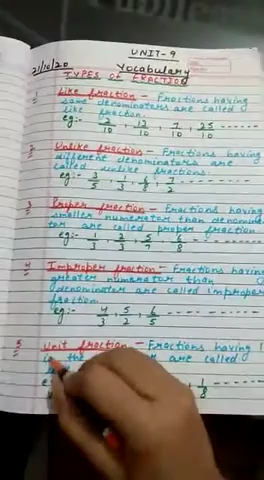 UNIT-9
21/10/20
Vocabulary
TYPES OF FRACTION
1 Like fraction - Fractions having
same denominators are called
like fraction.
eg:- 2/10, 12/10, 7/10, 25/10 ------
2 Unlike fraction - Fractions having
different denominators are
called unlike fractions.
eg:- 3/5, 1/3, 6/8, 7/2 ------
3 Proper fraction - Fractions having
smaller numerator than denomina
tor are called proper fraction
eg:- 1/3, 2/4, 5/7, 6/8 ------
4 Improper fraction - Fractions having
greater numerator than
denominator are called improper
fraction
eg:- 4/3, 5/2, 6/5 ------
5 Unit fraction - Fractions having 1
the are called
1/8